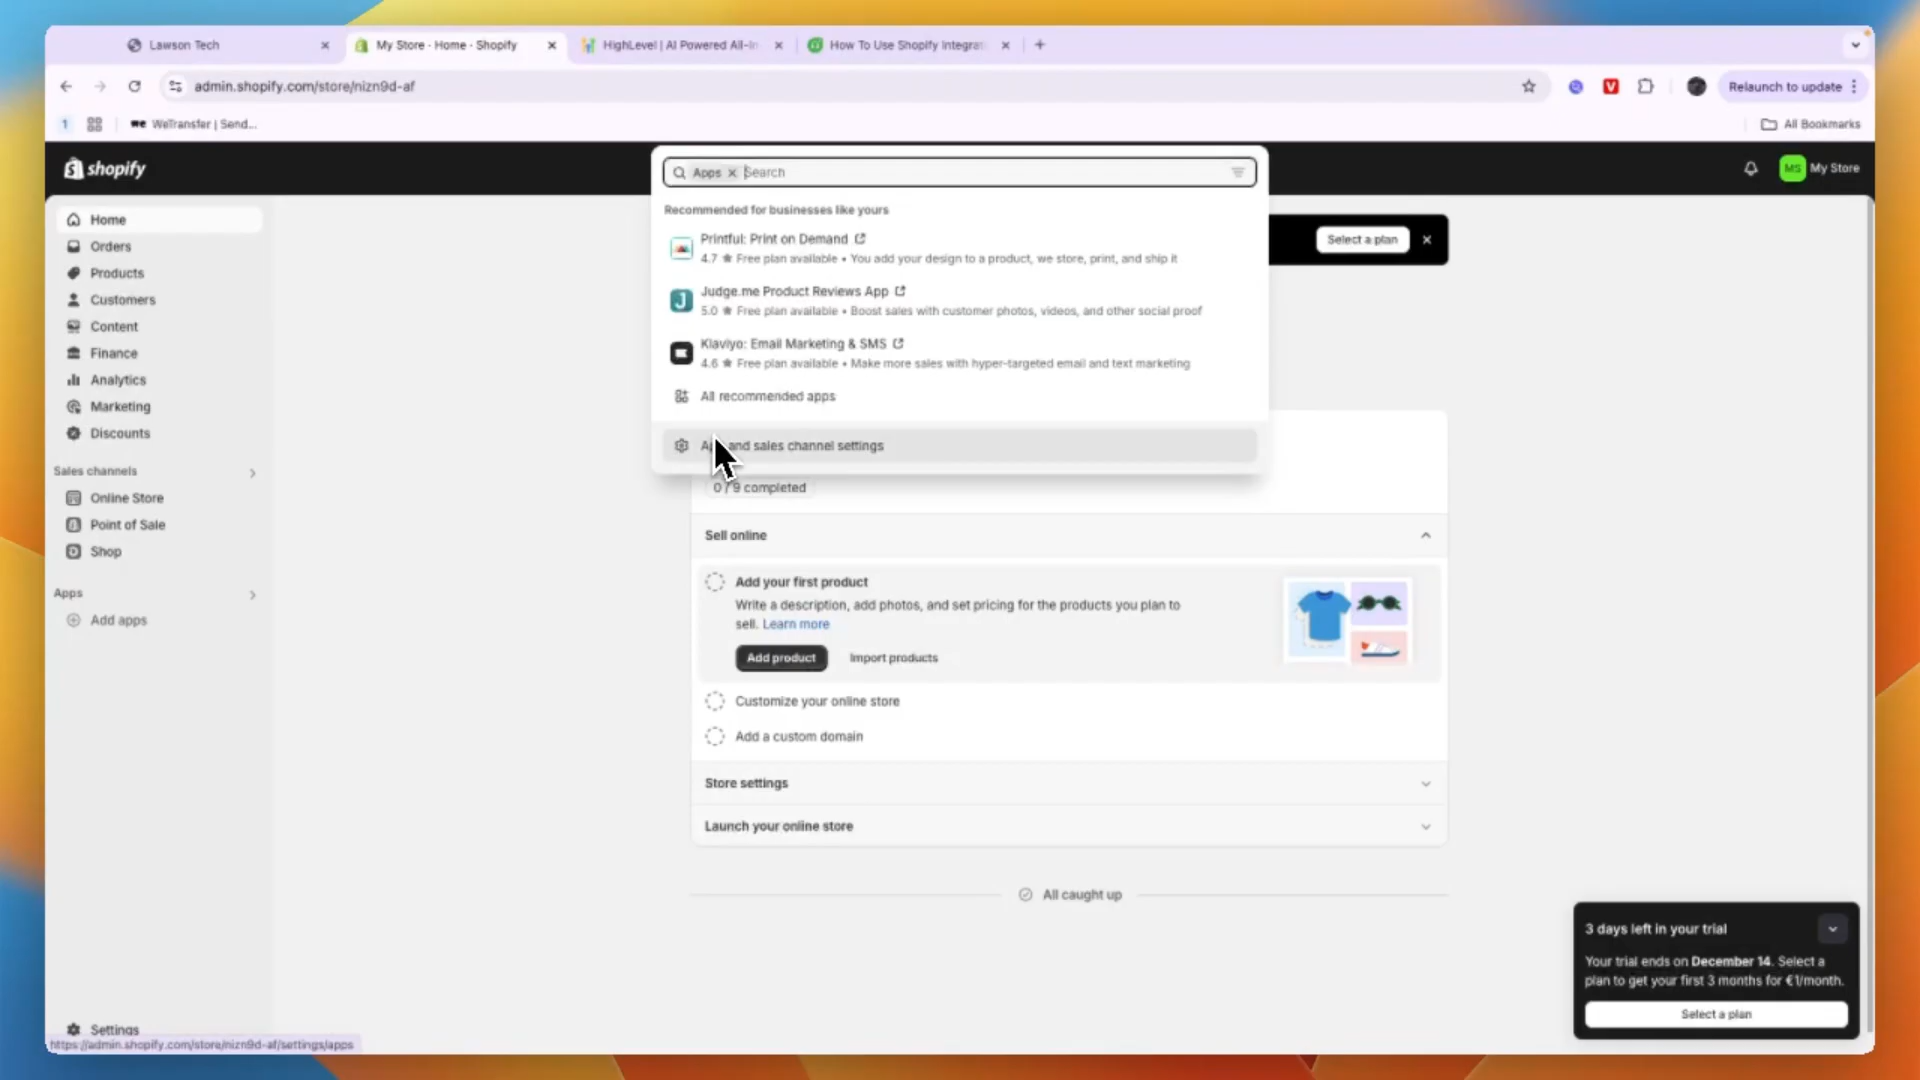 Lawson Tech
My Store · Home · Shopify
HighLevel | AI Powered All-In
How To Use Shopify Integrat
admin.shopify.com/store/nizn9d-af
Relaunch to update
1
we WeTransfer | Send...
All Bookmarks
shopify
Apps Search
MS My Store
Home
Orders
Products
Customers
Content
Finance
Analytics
Marketing
Discounts
Sales channels
Online Store
Point of Sale
Shop
Apps
Add apps
Settings
https://admin.shopify.com/store/nizn9d-af/settings/apps
Recommended for businesses like yours
Printful: Print on Demand
4.7 ★ Free plan available • You add your design to a product, we store, print, and ship it
Judge.me Product Reviews App
5.0 ★ Free plan available • Boost sales with customer photos, videos, and other social proof
Klaviyo: Email Marketing & SMS
4.6 ★ Free plan available • Make more sales with hyper-targeted email and text marketing
All recommended apps
and sales channel settings
Select a plan
0 / 9 completed
Sell online
Add your first product
Write a description, add photos, and set pricing for the products you plan to
sell. Learn more
Add product Import products
Customize your online store
Add a custom domain
Store settings
Launch your online store
All caught up
3 days left in your trial
Your trial ends on December 14. Select a
plan to get your first 3 months for €1/month.
Select a plan